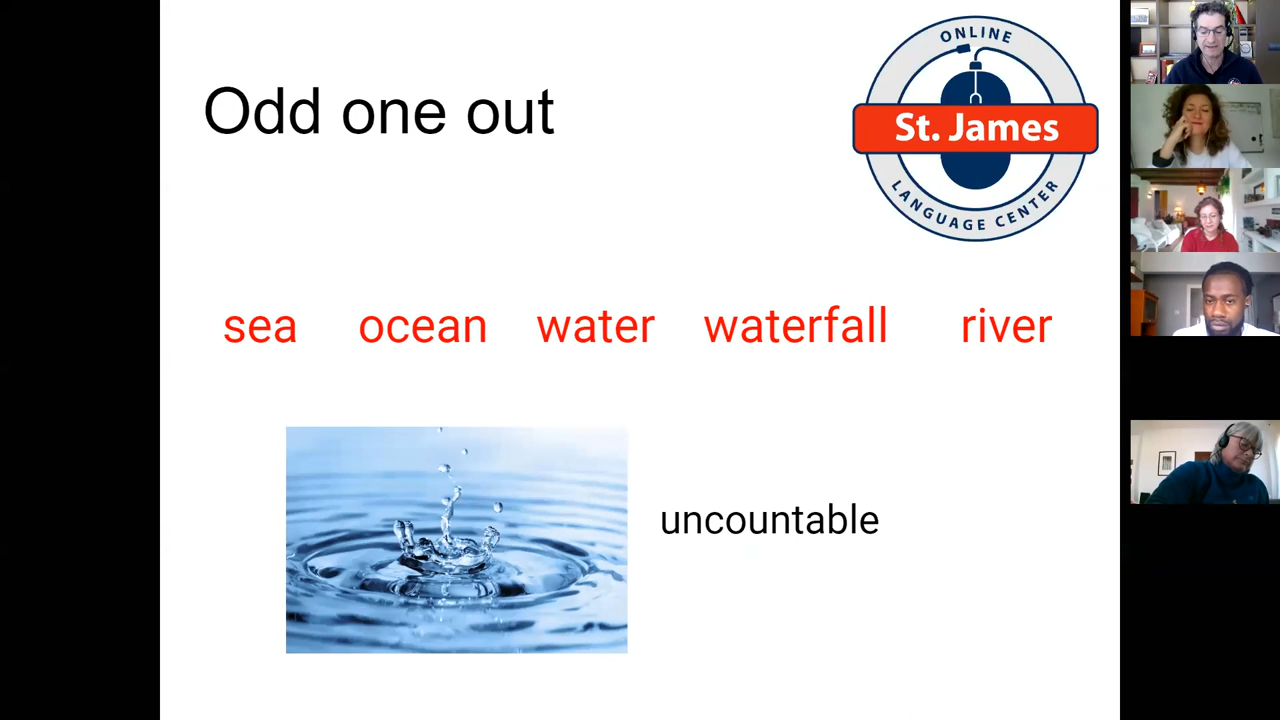 Odd one out
ONLINE
St. James
LANGUAGE CENTER
sea ocean water waterfall river
uncountable